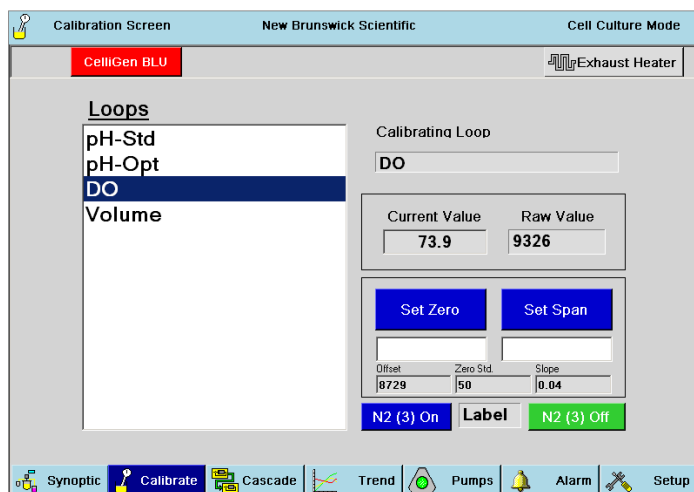 Calibration Screen New Brunswick Scientific Cell Culture Mode
CelliGen BLU Exhaust Heater
Loops
pH-Std
pH-Opt
DO
Volume
Calibrating Loop
DO
Current Value Raw Value
73.9 9326
Set Zero Set Span
Offset Zero Std. Slope
8729 50 0.04
N2 (3) On Label N2 (3) Off
Synoptic Calibrate Cascade Trend Pumps Alarm Setup